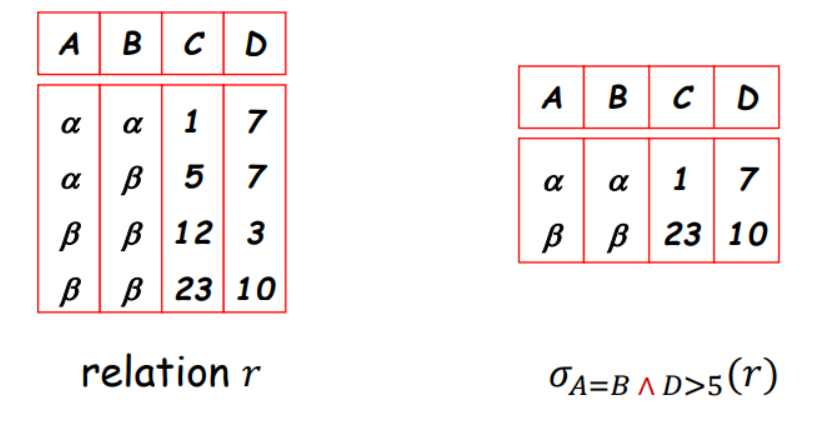 A B C D
α α 1 7
α β 5 7
β β 12 3
β β 23 10
relation r
A B C D
α α 1 7
β β 23 10
σA=B ∧ D>5(r)